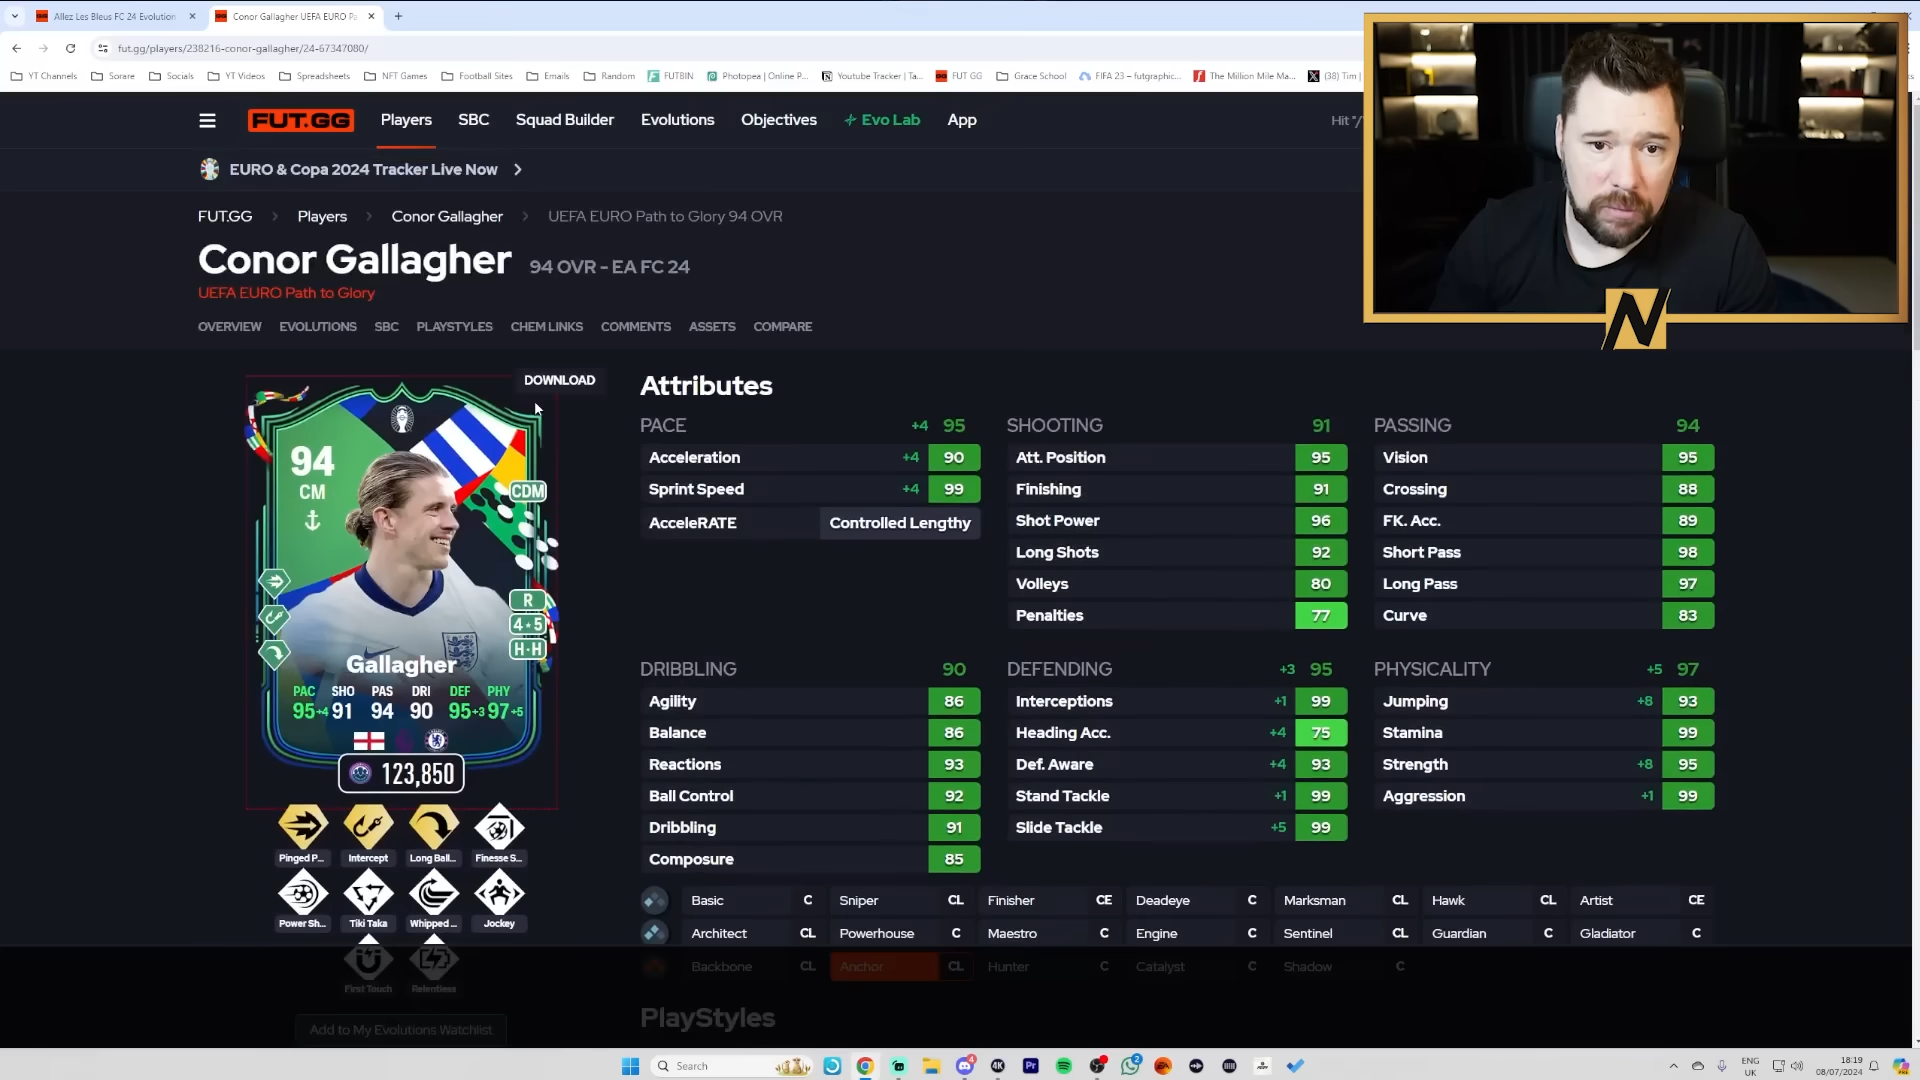 Allez Les Bleus FC 24 Evolution
Conor Gallagher UEFA EURO Pa
fut.gg/players/238216-conor-gallagher/24-67347080/
YT Channels
Sorare
Socials
YT Videos
Spreadsheets
NFT Games
Football Sites
Emails
Random
FUTBIN
Photopea | Online P...
Youtube Tracker | Ta...
FUT GG
Grace School
FIFA 23 – futgraphic...
The Million Mile Ma...
(38) Tim |
FUT.GG
Players
SBC
Squad Builder
Evolutions
Objectives
Evo Lab
App
Hit "/
EURO & Copa 2024 Tracker Live Now
FUT.GG
Players
Conor Gallagher
UEFA EURO Path to Glory 94 OVR
Conor Gallagher 94 OVR - EA FC 24
UEFA EURO Path to Glory
OVERVIEW EVOLUTIONS SBC PLAYSTYLES CHEM LINKS COMMENTS ASSETS COMPARE
N
DOWNLOAD
94
CM
CDM
R
4★5
H·H
Gallagher
PAC SHO PAS DRI DEF PHY
95+4 91 94 90 95+3 97+5
123,850
Pinged P...
Intercept
Long Ball...
Finesse S...
Power Sh...
Tiki Taka
Whipped ...
Jockey
First Touch
Relentless
Add to My Evolutions Watchlist
Attributes
PACE +4 95
Acceleration +4 90
Sprint Speed +4 99
AcceleRATE Controlled Lengthy
SHOOTING 91
Att. Position 95
Finishing 91
Shot Power 96
Long Shots 92
Volleys 80
Penalties 77
PASSING 94
Vision 95
Crossing 88
FK. Acc. 89
Short Pass 98
Long Pass 97
Curve 83
DRIBBLING 90
Agility 86
Balance 86
Reactions 93
Ball Control 92
Dribbling 91
Composure 85
DEFENDING +3 95
Interceptions +1 99
Heading Acc. +4 75
Def. Aware +4 93
Stand Tackle +1 99
Slide Tackle +5 99
PHYSICALITY +5 97
Jumping +8 93
Stamina 99
Strength +8 95
Aggression +1 99
Basic C Sniper CL Finisher CE Deadeye C Marksman CL Hawk CL Artist CE
Architect CL Powerhouse C Maestro C Engine C Sentinel CL Guardian C Gladiator C
Backbone CL Anchor CL Hunter C Catalyst C Shadow C
PlayStyles
Search
4
4K
Pr
2
ENG
UK
18:19
08/07/2024